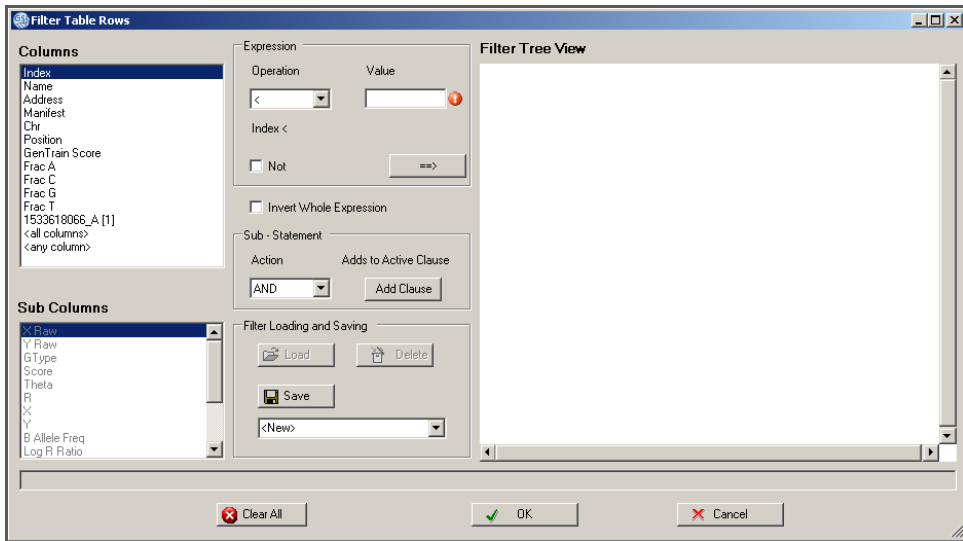 Filter Table Rows
Columns
Index
Name
Address
Manifest
Chr
Position
GenTrain Score
Frac A
Frac C
Frac G
Frac T
1533618066_A [1]
<all columns>
<any column>
Sub Columns
X Raw
Y Raw
GType
Score
Theta
R
X
Y
B Allele Freq
Log R Ratio
Expression
Operation Value
<
Index <
Not ==>
Invert Whole Expression
Sub - Statement
Action Adds to Active Clause
AND Add Clause
Filter Loading and Saving
Load Delete
Save
<New>
Filter Tree View
Clear All OK Cancel